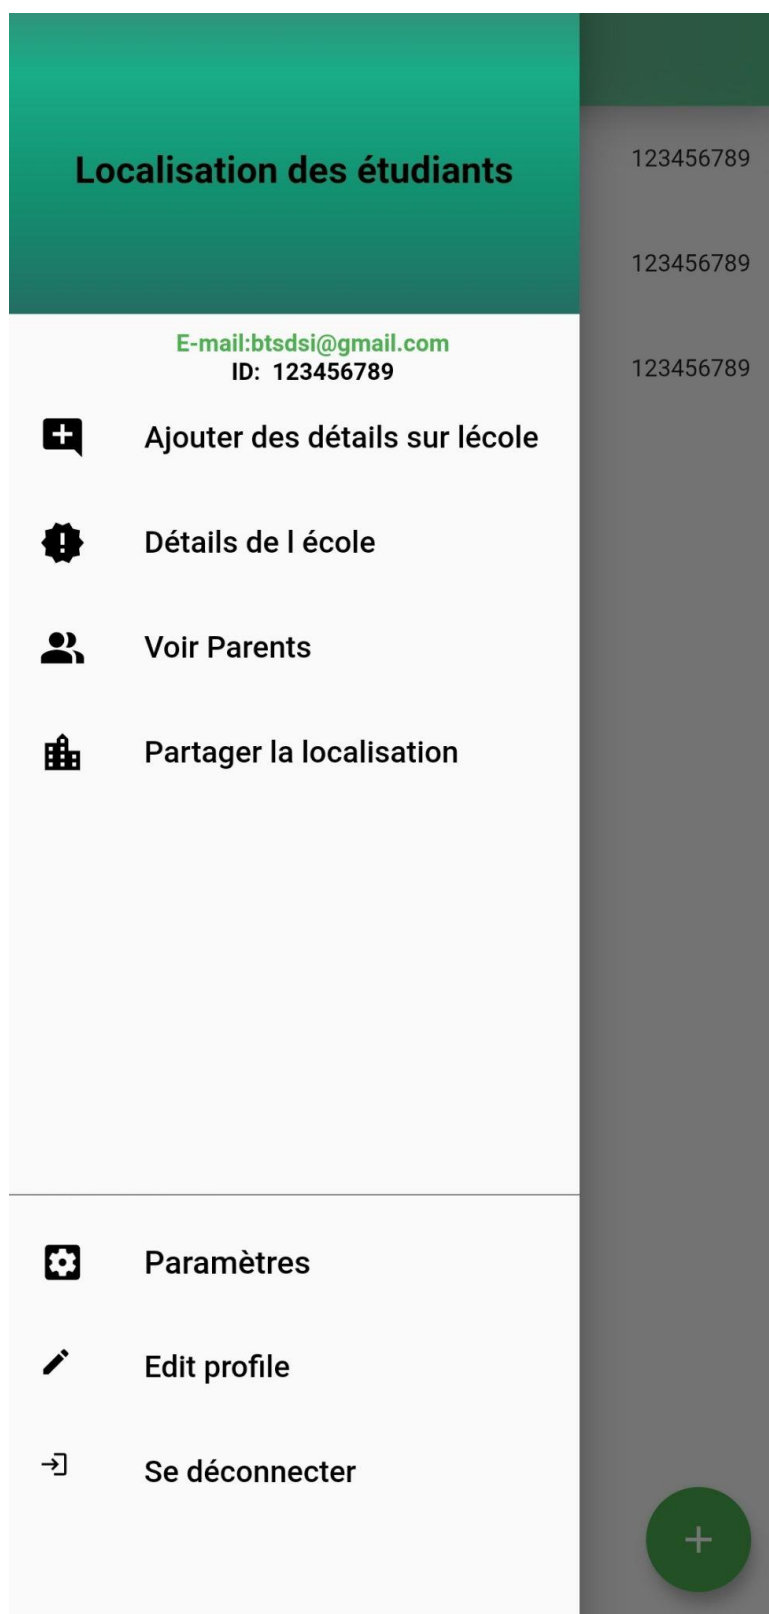 Localisation des étudiants
E-mail:btsdsi@gmail.com
ID: 123456789
Ajouter des détails sur lécole
Détails de l école
Voir Parents
Partager la localisation
Paramètres
Edit profile
Se déconnecter
123456789
123456789
123456789